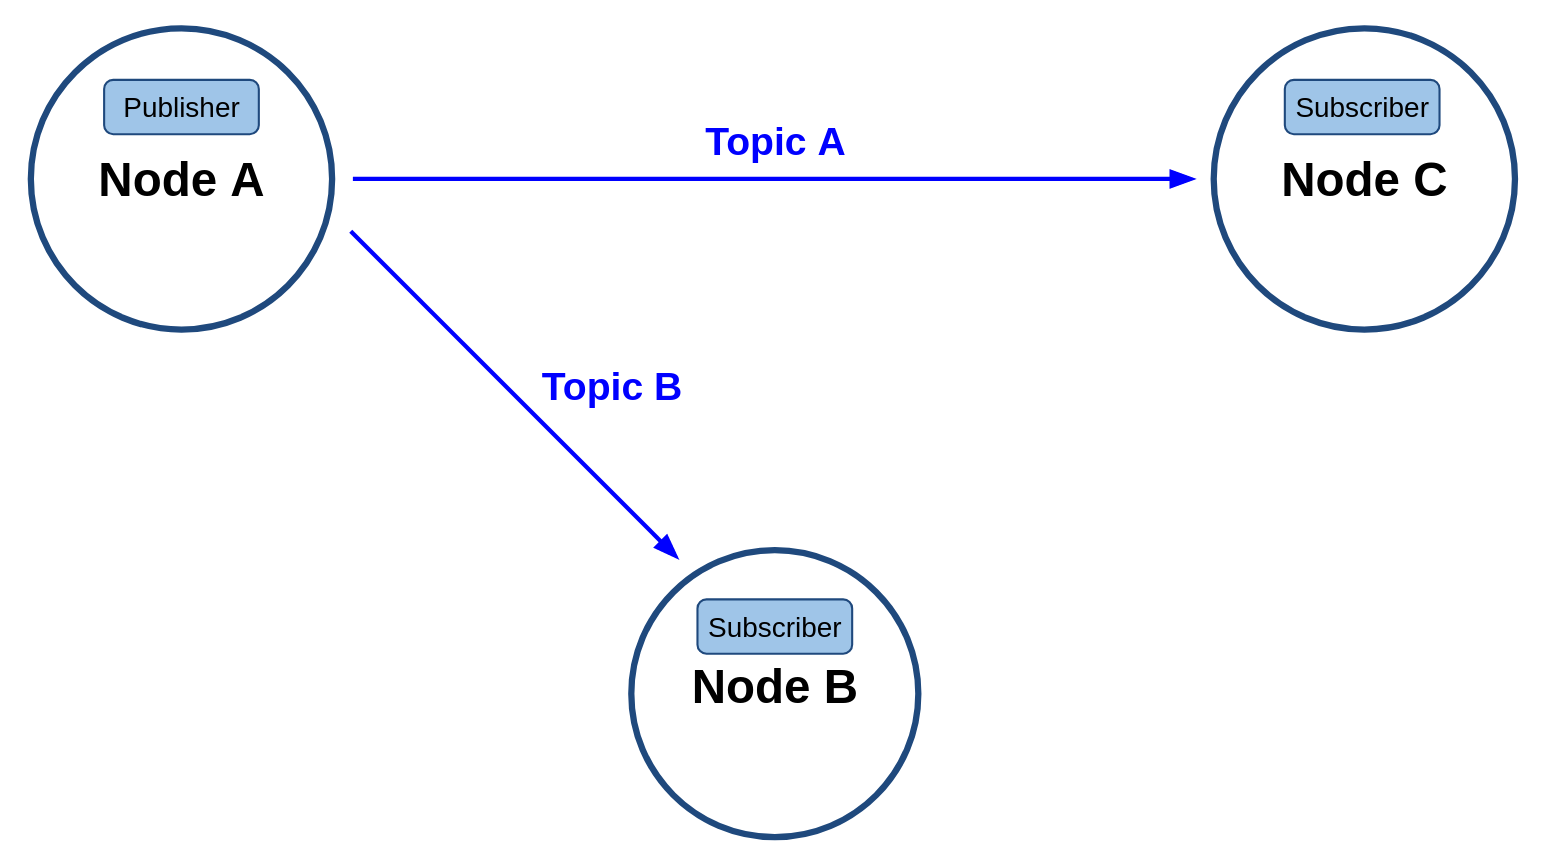 Publisher
Node A
Topic A
Subscriber
Node C
Topic B
Subscriber
Node B